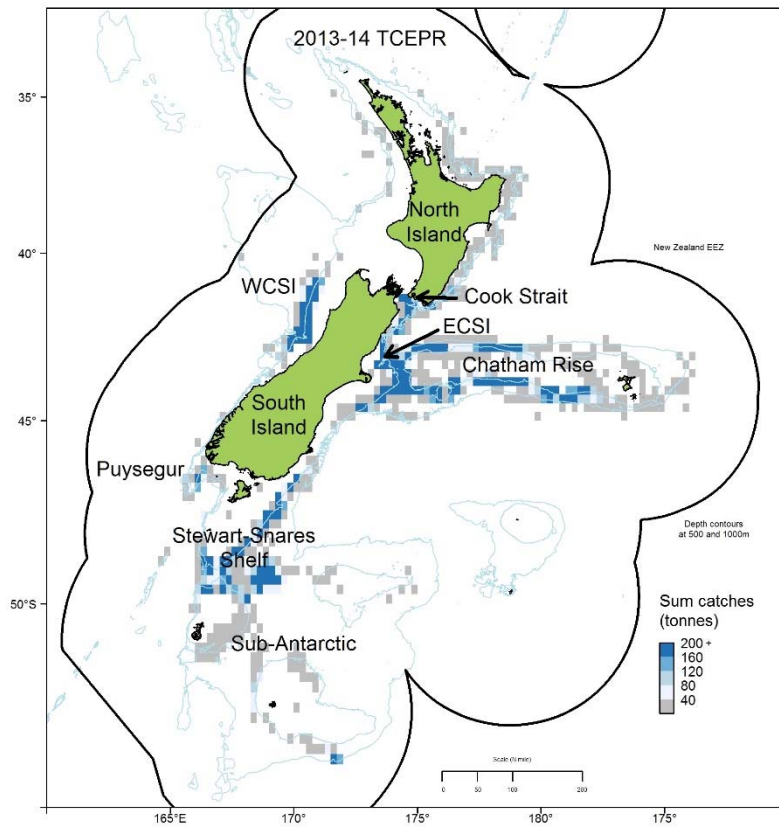 2013-14 TCEPR
35°
North
Island
New Zealand EEZ
40°
WCSI
Cook Strait
ECSI
Chatham Rise
South
Island
45°
Puysegur
Depth contours
at 500 and 1000m
Stewart-Snares
Shelf
50°S
Sum catches
(tonnes)
200 +
160
120
80
40
Sub-Antarctic
Scale (N mile)
0 50 100 200
165°E 170° 175° 180° 175°